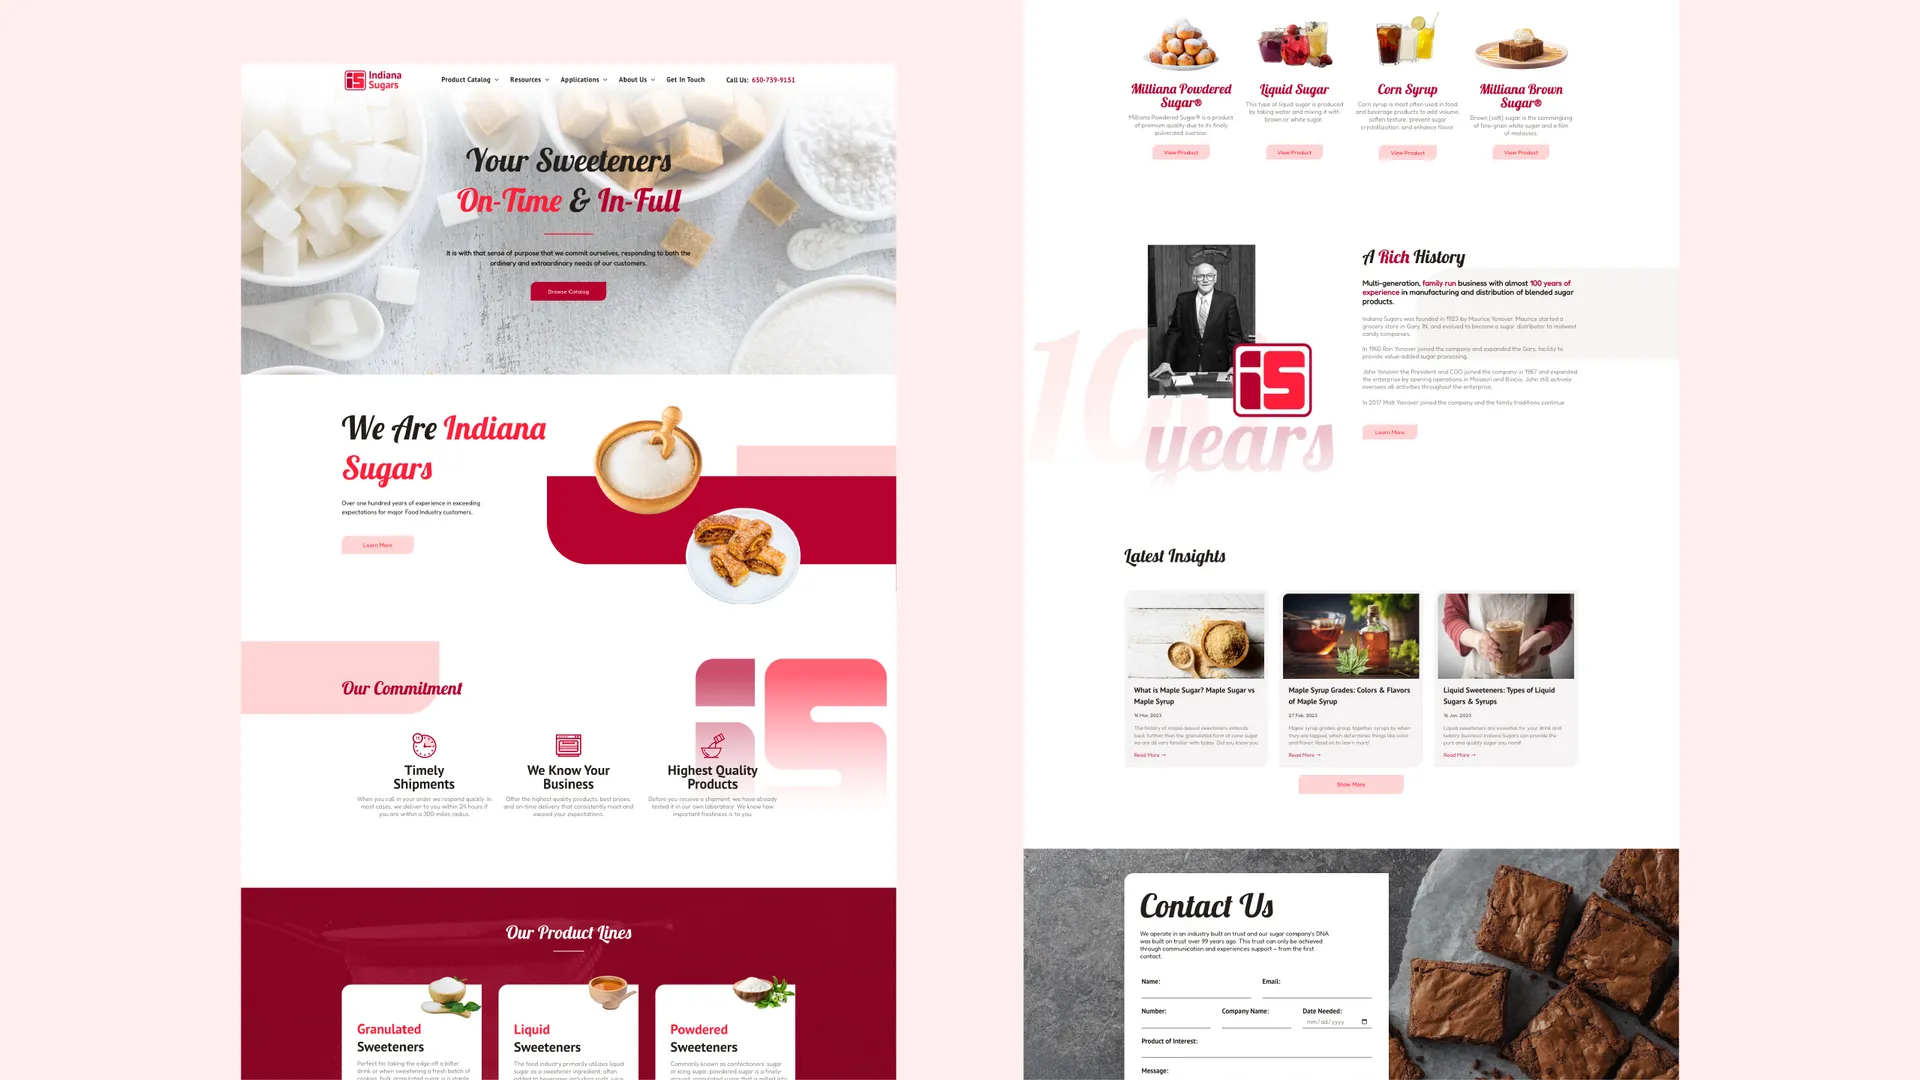 Indiana
Sugars
Product Catalog
Resources
Applications
About Us
Get In Touch
Call Us: 630-739-9151
Your Sweeteners
On-Time & In-Full
It is with that sense of purpose that we commit ourselves, responding to both the
ordinary and extraordinary needs of our customers.
Browse Catalog
We Are Indiana
Sugars
Over one hundred years of experience in exceeding
expectations for major Food Industry customers.
Learn More
Our Commitment
is
Timely
Shipments
When you call in your order we respond quickly. In
most cases, we deliver to you within 24 hours if
you are within a 300-miles radius.
We Know Your
Business
Offer the highest quality products, best prices,
and on-time delivery that consistently meet and
exceed your expectations.
Highest Quality
Products
Before you receive a shipment, we have already
tested it in our own laboratory. We know how
important freshness is to you.
Our Product Lines
Granulated
Sweeteners
Perfect for taking the edge off a bitter
drink or when sweetening a fresh batch of
cookies, bulk granulated sugar is a staple
Liquid
Sweeteners
The food industry primarily utilizes liquid
sugar as a sweetener ingredient, often
added to beverages including soda, juice
Powdered
Sweeteners
Commonly known as confectioners' sugar
or icing sugar, powdered sugar is a finely-
ground, granulated sugar that is milled into
Milliana Powdered
Sugar®
Milliana Powdered Sugar® is a product
of premium quality due to its finely
pulverized sucrose.
View Product
Liquid Sugar
This type of liquid sugar is produced
by taking water and mixing it with
brown or white sugar.
View Product
Corn Syrup
Corn syrup is most often used in food
and beverage products to add volume,
soften texture, prevent sugar
crystallization, and enhance flavor.
View Product
Milliana Brown
Sugar®
Brown (soft) sugar is the commingling
of fine-grain white sugar and a film
of molasses.
View Product
100
years
is
A Rich History
Multi-generation, family run business with almost 100 years of
experience in manufacturing and distribution of blended sugar
products.
Indiana Sugars was founded in 1923 by Maurice Yonover. Maurice started a
grocery store in Gary, IN, and evolved to become a sugar distributor to midwest
candy companies.
In 1960 Ron Yonover joined the company and expanded the Gary, facility to
provide value-added sugar processing.
John Yonover the President and COO joined the company in 1987 and expanded
the enterprise by opening operations in Missouri and Illinois. John still actively
oversees all activities throughout the enterprise.
In 2017 Matt Yonover joined the company and the family traditions continue.
Learn More
Latest Insights
What is Maple Sugar? Maple Sugar vs
Maple Syrup
16 Mar, 2023
The history of maple-based sweeteners extends
back further than the granulated form of cane sugar
we are all very familiar with today. Did you know you
Read More →
Maple Syrup Grades: Colors & Flavors
of Maple Syrup
27 Feb, 2023
Maple syrup grades group together syrups by when
they are tapped, which determines things like color
and flavor. Read on to learn more!
Read More →
Liquid Sweeteners: Types of Liquid
Sugars & Syrups
16 Jan, 2023
Liquid sweeteners are essential for your drink and
bakery business! Indiana Sugars can provide the
pure and quality sugar you need!
Read More →
Show More
Contact Us
We operate in an industry built on trust and our sugar company's DNA
was built on trust over 99 years ago. This trust can only be achieved
through communication and experiences support – from the first
contact.
Name:
Email:
Number:
Company Name:
Date Needed:
mm/dd/yyyy
Product of Interest:
Message: